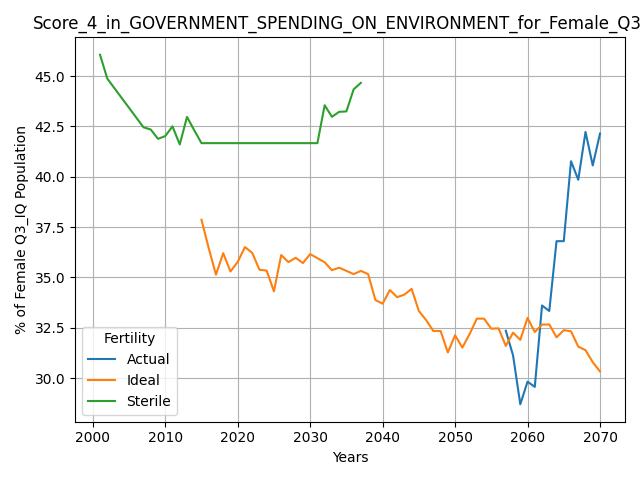 Score_4_in_GOVERNMENT_SPENDING_ON_ENVIRONMENT_for_Female_Q3
% of Female Q3_IQ Population
45.0
42.5
40.0
37.5
35.0
32.5
30.0
Fertility
Actual
Ideal
Sterile
2000 2010 2020 2030 2040 2050 2060 2070
Years